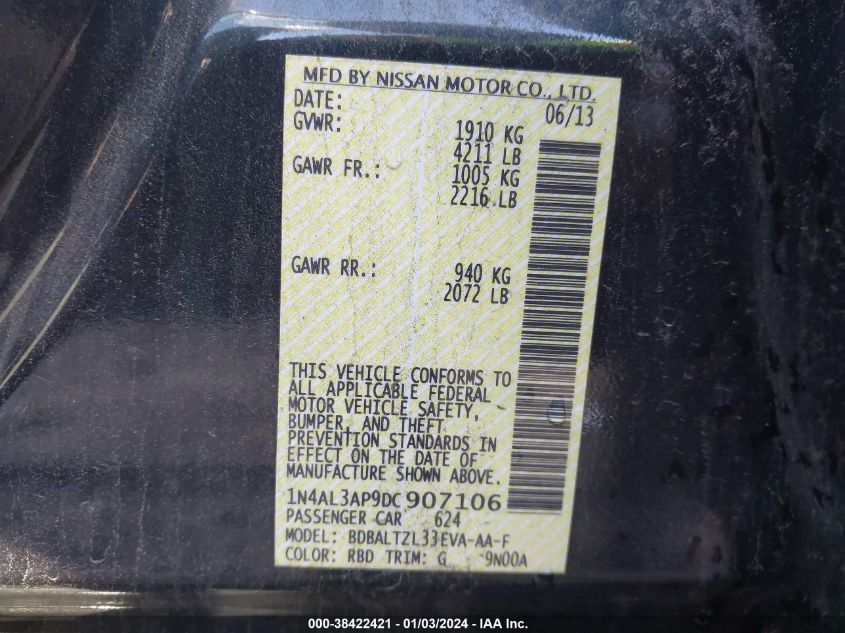 MFD BY NISSAN MOTOR CO., LTD.
DATE: 06/13
GVWR: 1910 KG
4211 LB
GAWR FR.: 1005 KG
2216 LB
GAWR RR.: 940 KG
2072 LB
THIS VEHICLE CONFORMS TO
ALL APPLICABLE FEDERAL
MOTOR VEHICLE SAFETY,
BUMPER, AND THEFT
PREVENTION STANDARDS IN
EFFECT ON THE DATE OF
MANUFACTURE SHOWN ABOVE.
1N4AL3AP9DC907106
PASSENGER CAR 624
MODEL: BDBALTZL33EVA-AA-F
COLOR: RBD TRIM: G 9N00A
000-38422421 - 01/03/2024 - IAA Inc.